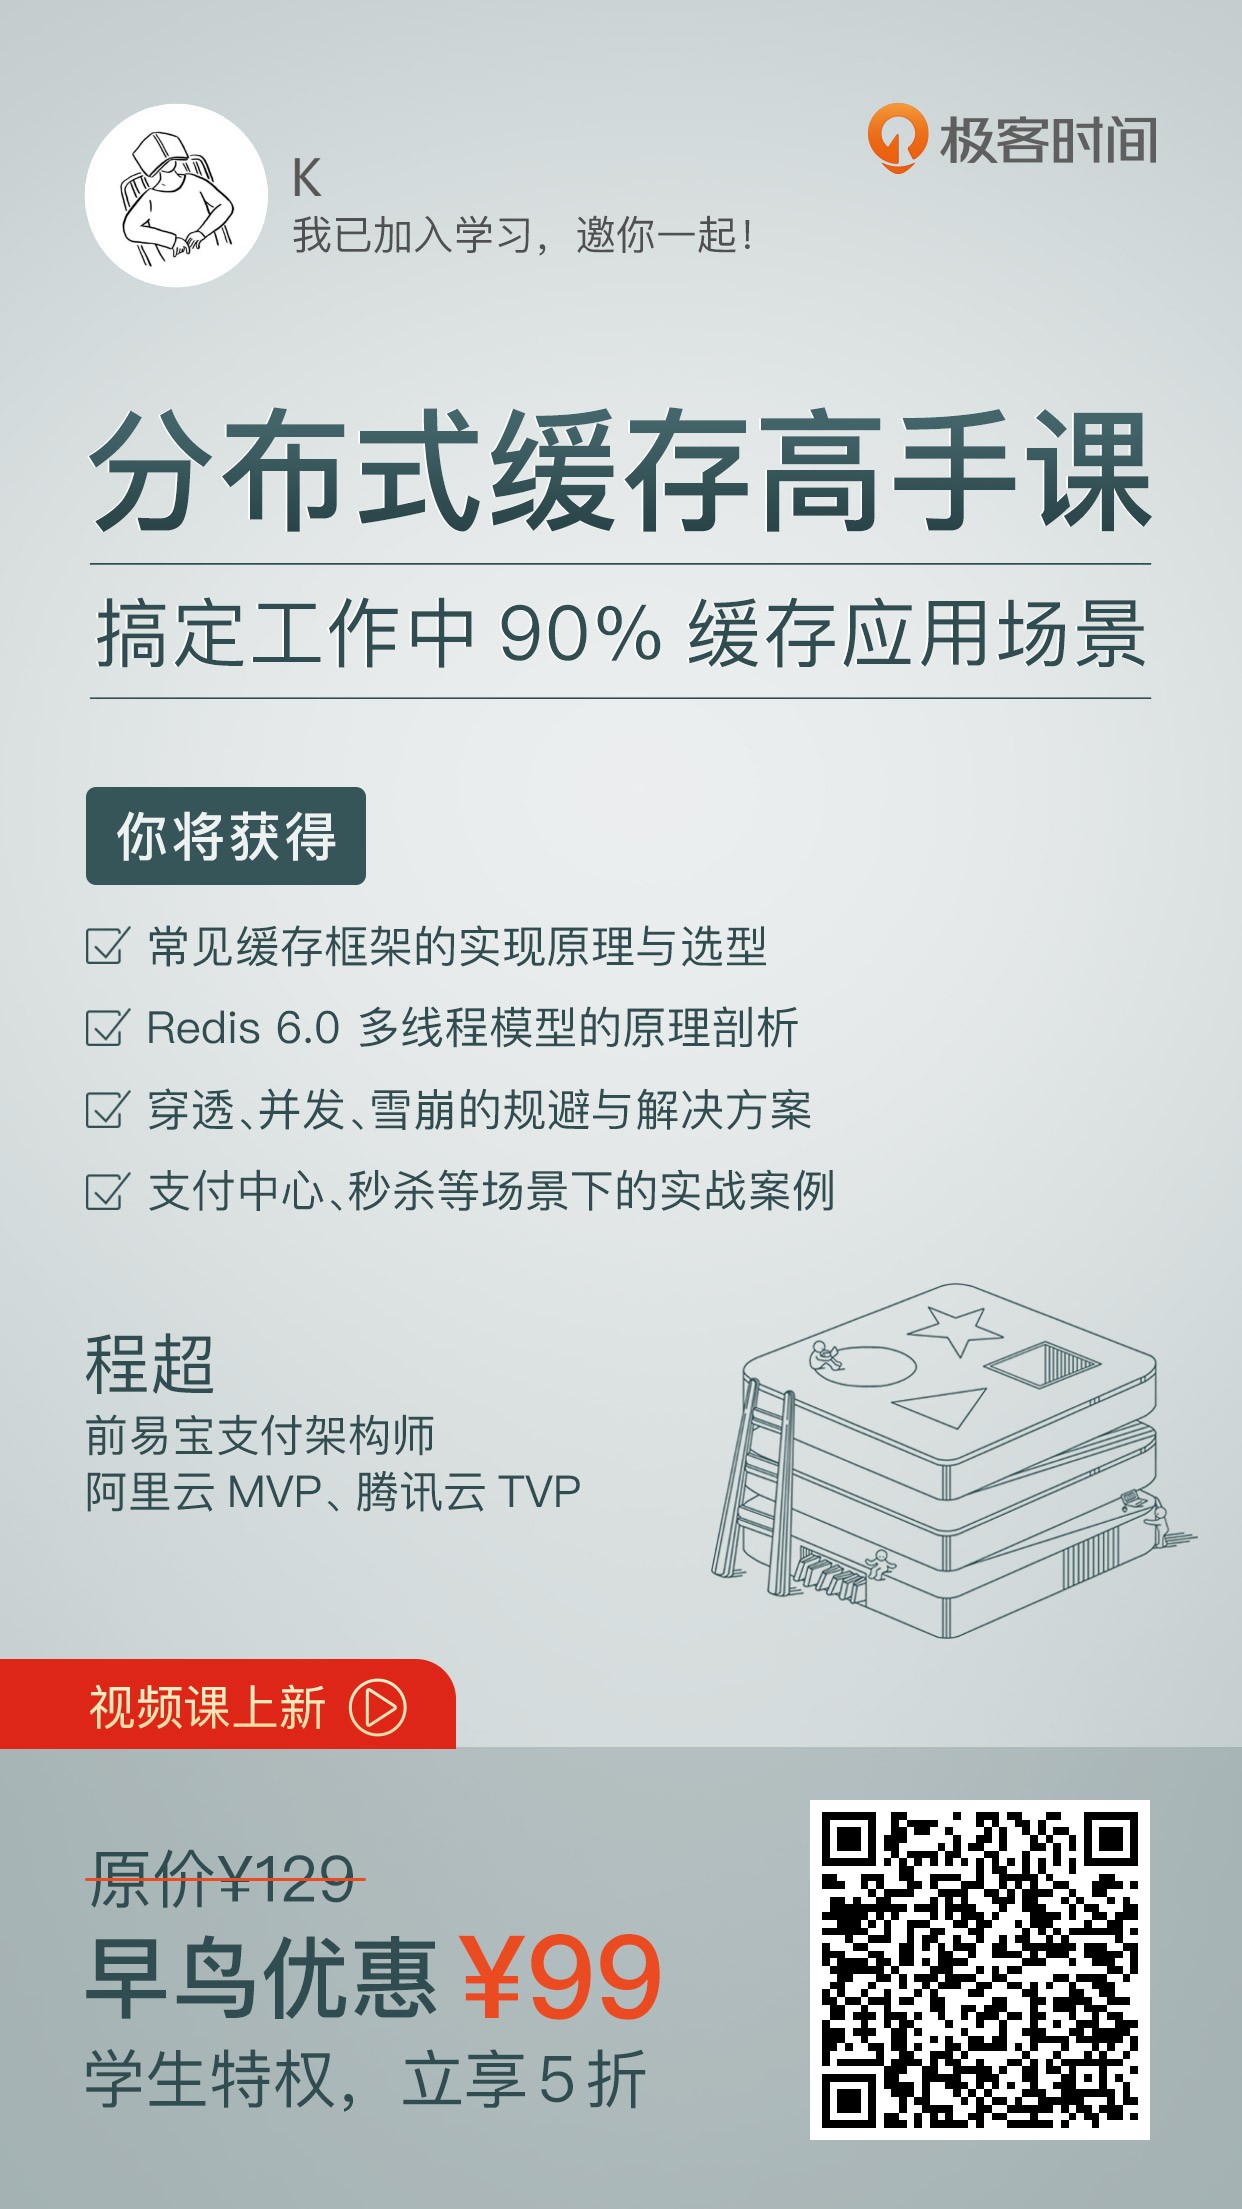 K
我已加入学习，邀你一起！
极客时间
分布式缓存高手课
搞定工作中 90% 缓存应用场景
你将获得
常见缓存框架的实现原理与选型
Redis 6.0 多线程模型的原理剖析
穿透、并发、雪崩的规避与解决方案
支付中心、秒杀等场景下的实战案例
程超
前易宝支付架构师
阿里云 MVP、腾讯云 TVP
视频课上新
原价¥129
早鸟优惠 ¥99
学生特权，立享 5 折